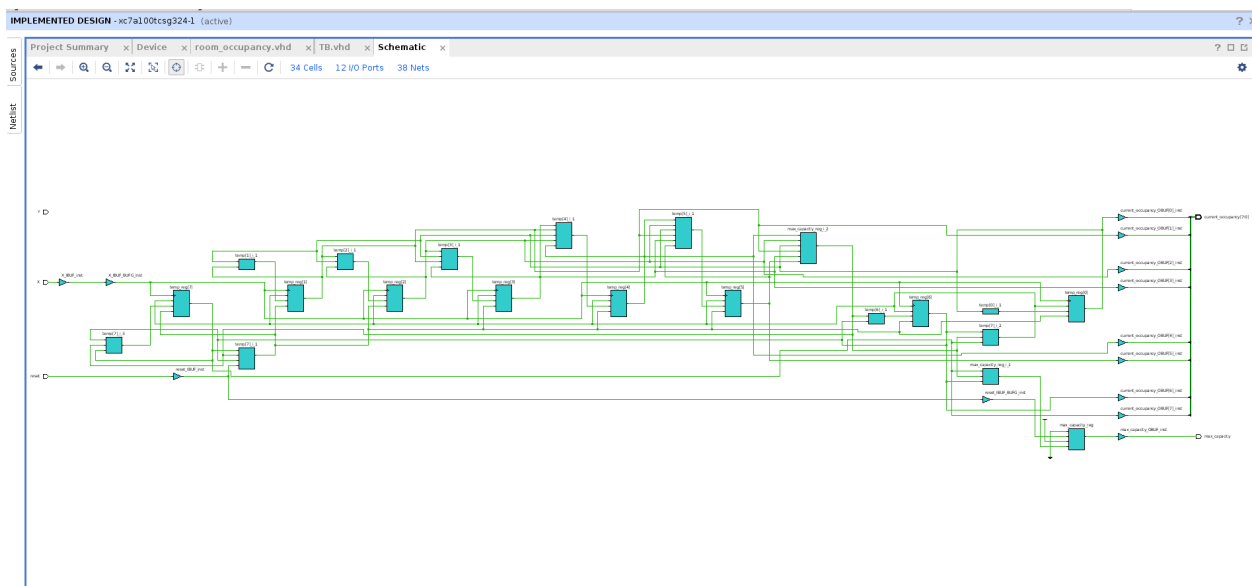 IMPLEMENTED DESIGN - xc7a100tcsg324-1 (active)
Sources
Netlist
Project Summary
Device
room_occupancy.vhd
TB.vhd
Schematic
34 Cells
12 I/O Ports
38 Nets
Y
X
X_IBUF_inst
X_IBUF_BUFG_inst
temp_reg[7]
temp[1]_i_1
temp_reg[1]
temp[2]_i_1
temp_reg[2]
temp[3]_i_1
temp_reg[3]
temp[4]_i_1
temp_reg[4]
temp[5]_i_1
temp_reg[5]
max_capacity_reg_i_2
temp[6]_i_1
temp_reg[6]
temp[0]_i_1
temp_reg[0]
temp[7]_i_2
temp[7]_i_3
temp[7]_i_1
reset
reset_IBUF_inst
max_capacity_reg_i_1
reset_IBUF_BUFG_inst
max_capacity_reg
current_occupancy_OBUF[0]_inst
current_occupancy_OBUF[1]_inst
current_occupancy_OBUF[2]_inst
current_occupancy_OBUF[3]_inst
current_occupancy_OBUF[4]_inst
current_occupancy_OBUF[5]_inst
current_occupancy_OBUF[6]_inst
current_occupancy_OBUF[7]_inst
max_capacity_OBUF_inst
current_occupancy[7:0]
max_capacity